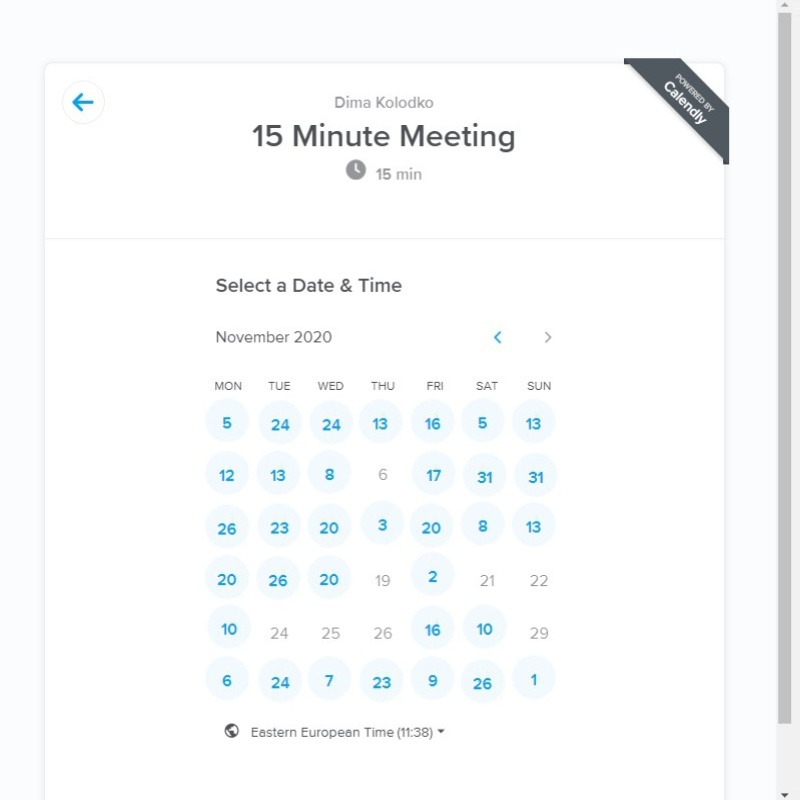 POWERED BY
Calendly
Dima Kolodko
15 Minute Meeting
15 min
Select a Date & Time
November 2020
MON TUE WED THU FRI SAT SUN
5 24 24 13 16 5 13
12 13 8 6 17 31 31
26 23 20 3 20 8 13
20 26 20 19 2 21 22
10 24 25 26 16 10 29
6 24 7 23 9 26 1
Eastern European Time (11:38)